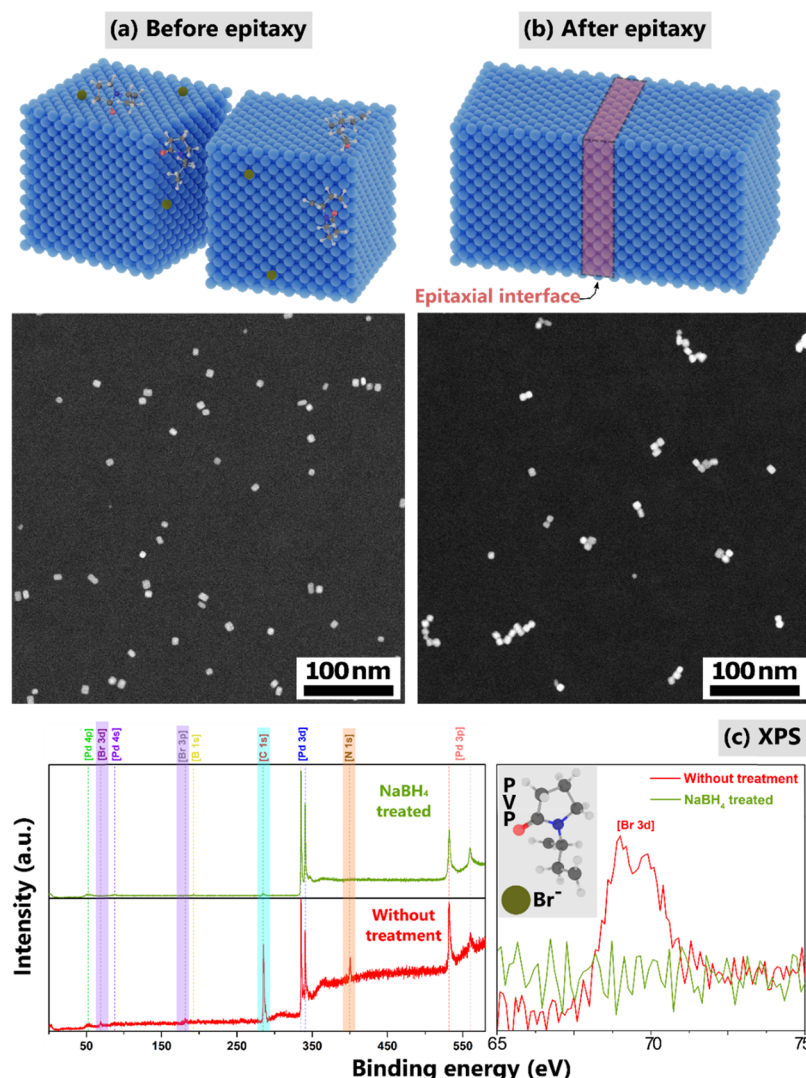 (a) Before epitaxy
(b) After epitaxy
Epitaxial interface
100 nm
100 nm
[Pd 4p]
[Br 3d]
[Pd 4s]
[Br 3p]
[B 1s]
[C 1s]
[Pd 3d]
[N 1s]
[Pd 3p]
(c) XPS
NaBH₄
treated
Without
treatment
Intensity (a.u.)
50
150
250
350
450
550
PVP
Br⁻
Without treatment
NaBH₄ treated
[Br 3d]
65
70
75
Binding energy (eV)